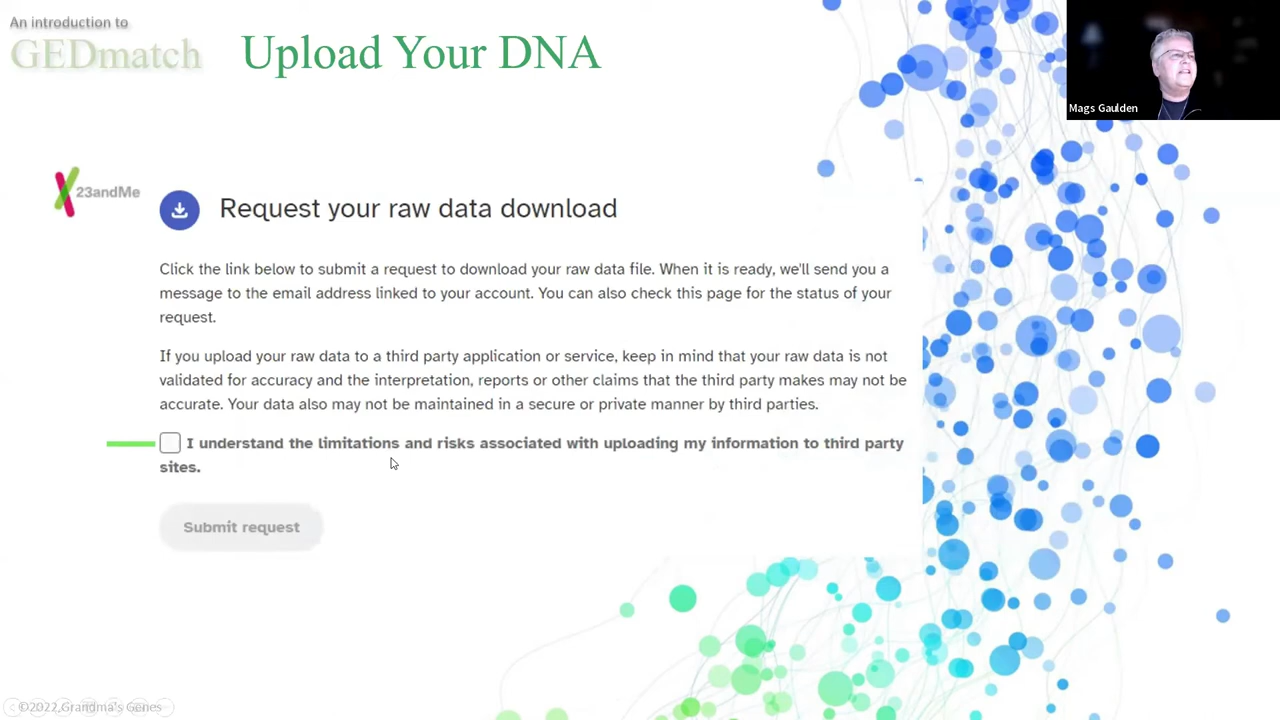 An introduction to
GEDmatch
Upload Your DNA
Mags Gaulden
23andMe
Request your raw data download
Click the link below to submit a request to download your raw data file. When it is ready, we'll send you a
message to the email address linked to your account. You can also check this page for the status of your
request.
If you upload your raw data to a third party application or service, keep in mind that your raw data is not
validated for accuracy and the interpretation, reports or other claims that the third party makes may not be
accurate. Your data also may not be maintained in a secure or private manner by third parties.
I understand the limitations and risks associated with uploading my information to third party
sites.
Submit request
©2022 Grandma's Genes